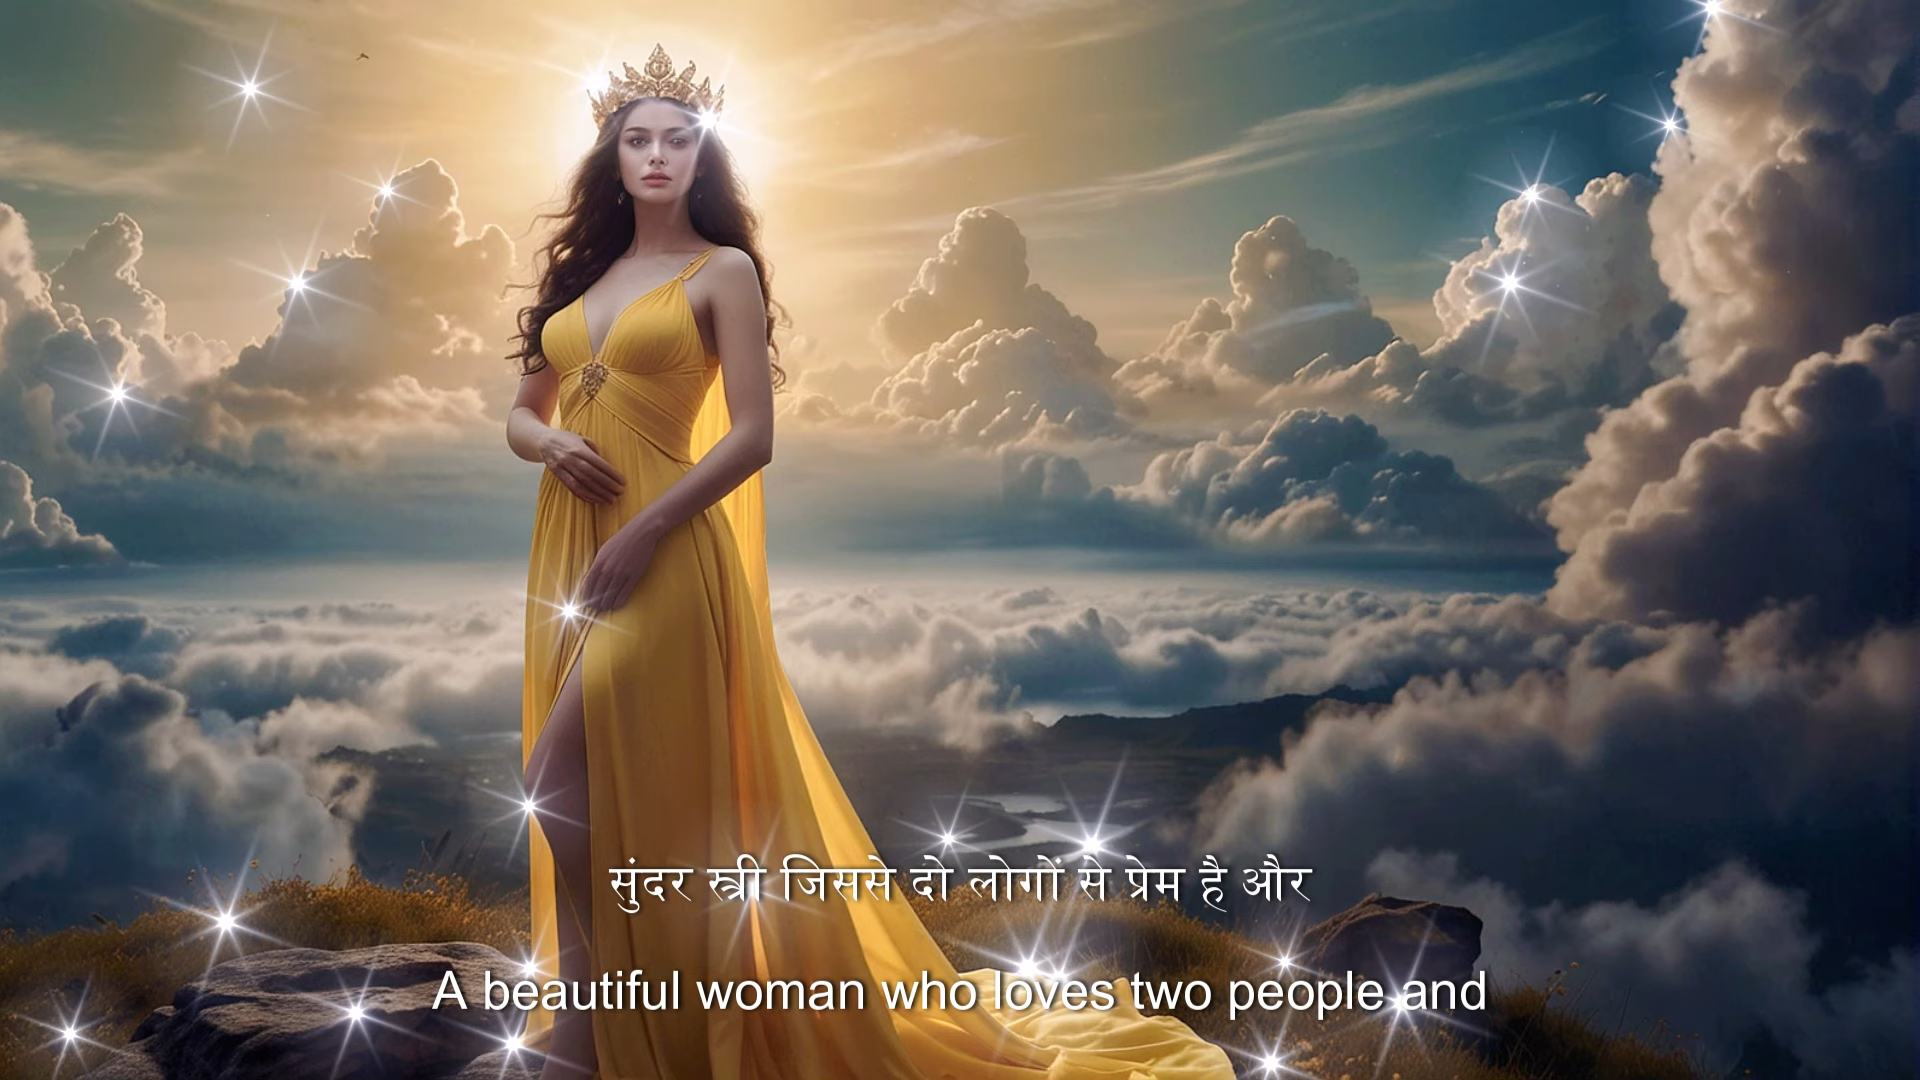 सुंदर स्त्री जिससे दो लोगों से प्रेम है और
A beautiful woman who loves two people and